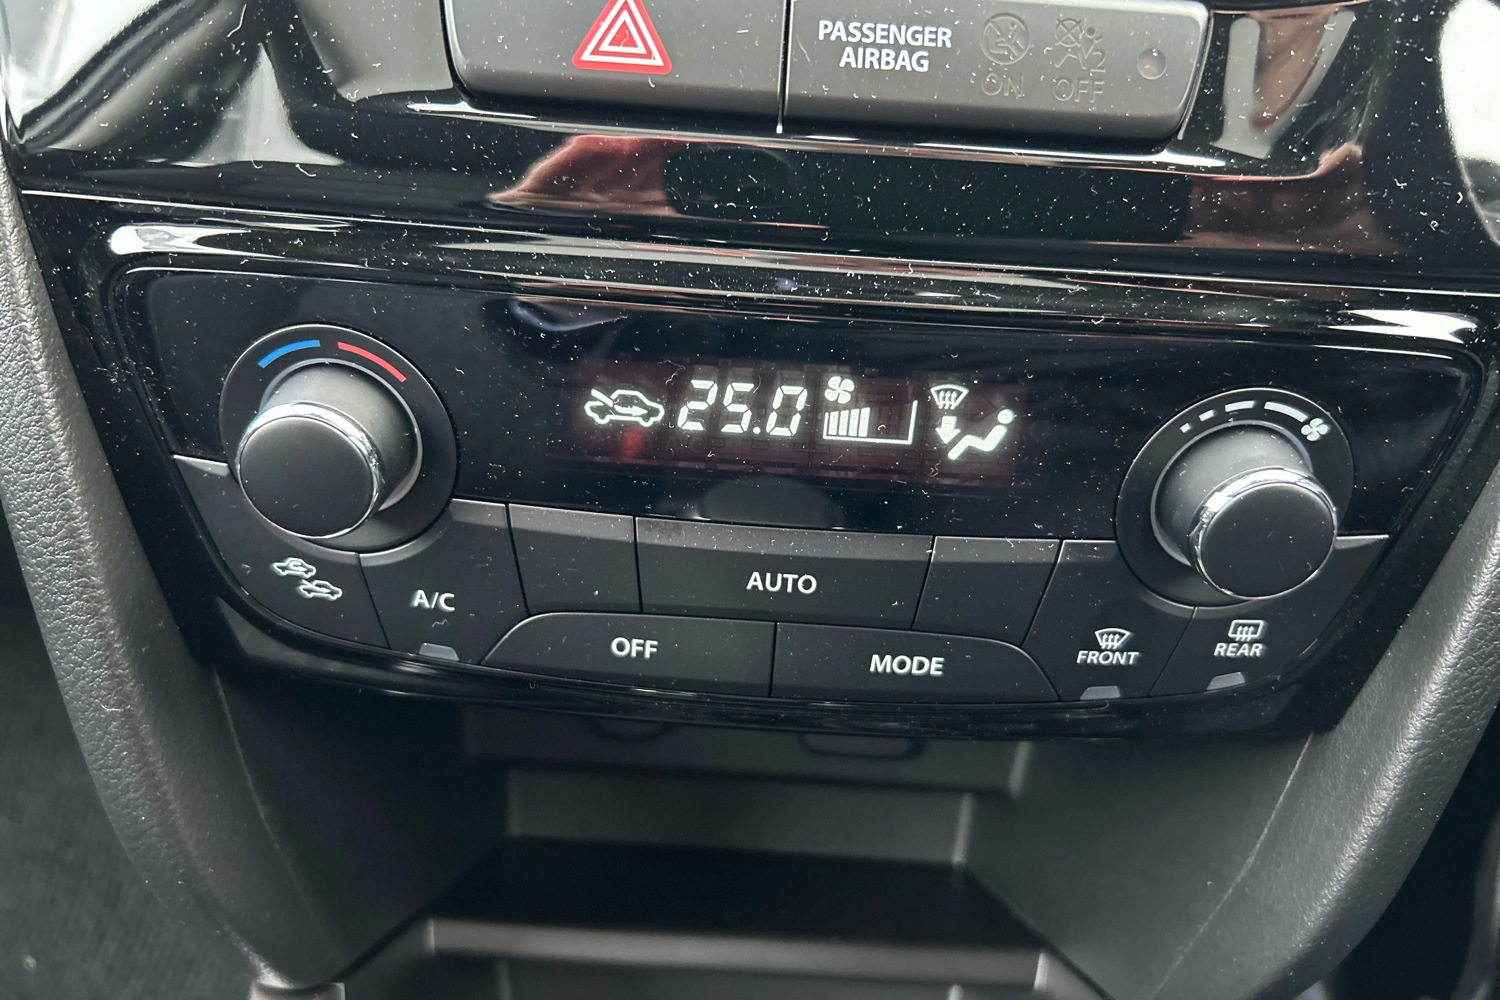 PASSENGER
AIRBAG
ON
OFF
25.0
A/C
AUTO
OFF
MODE
FRONT
REAR